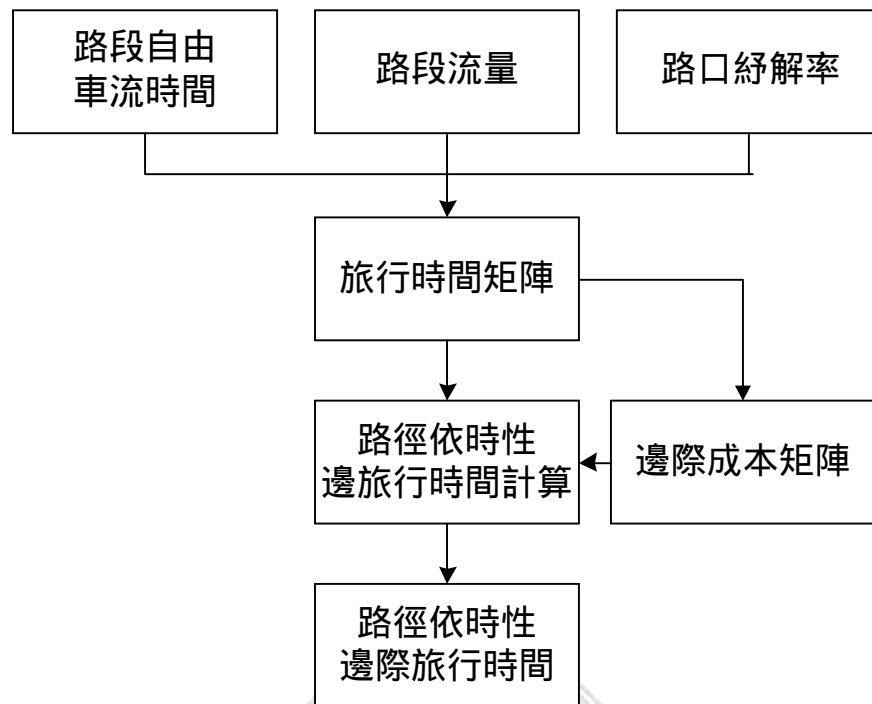 路段自由
車流時間
路段流量
路口紓解率
旅行時間矩陣
路徑依時性
邊旅行時間計算
邊際成本矩陣
路徑依時性
邊際旅行時間